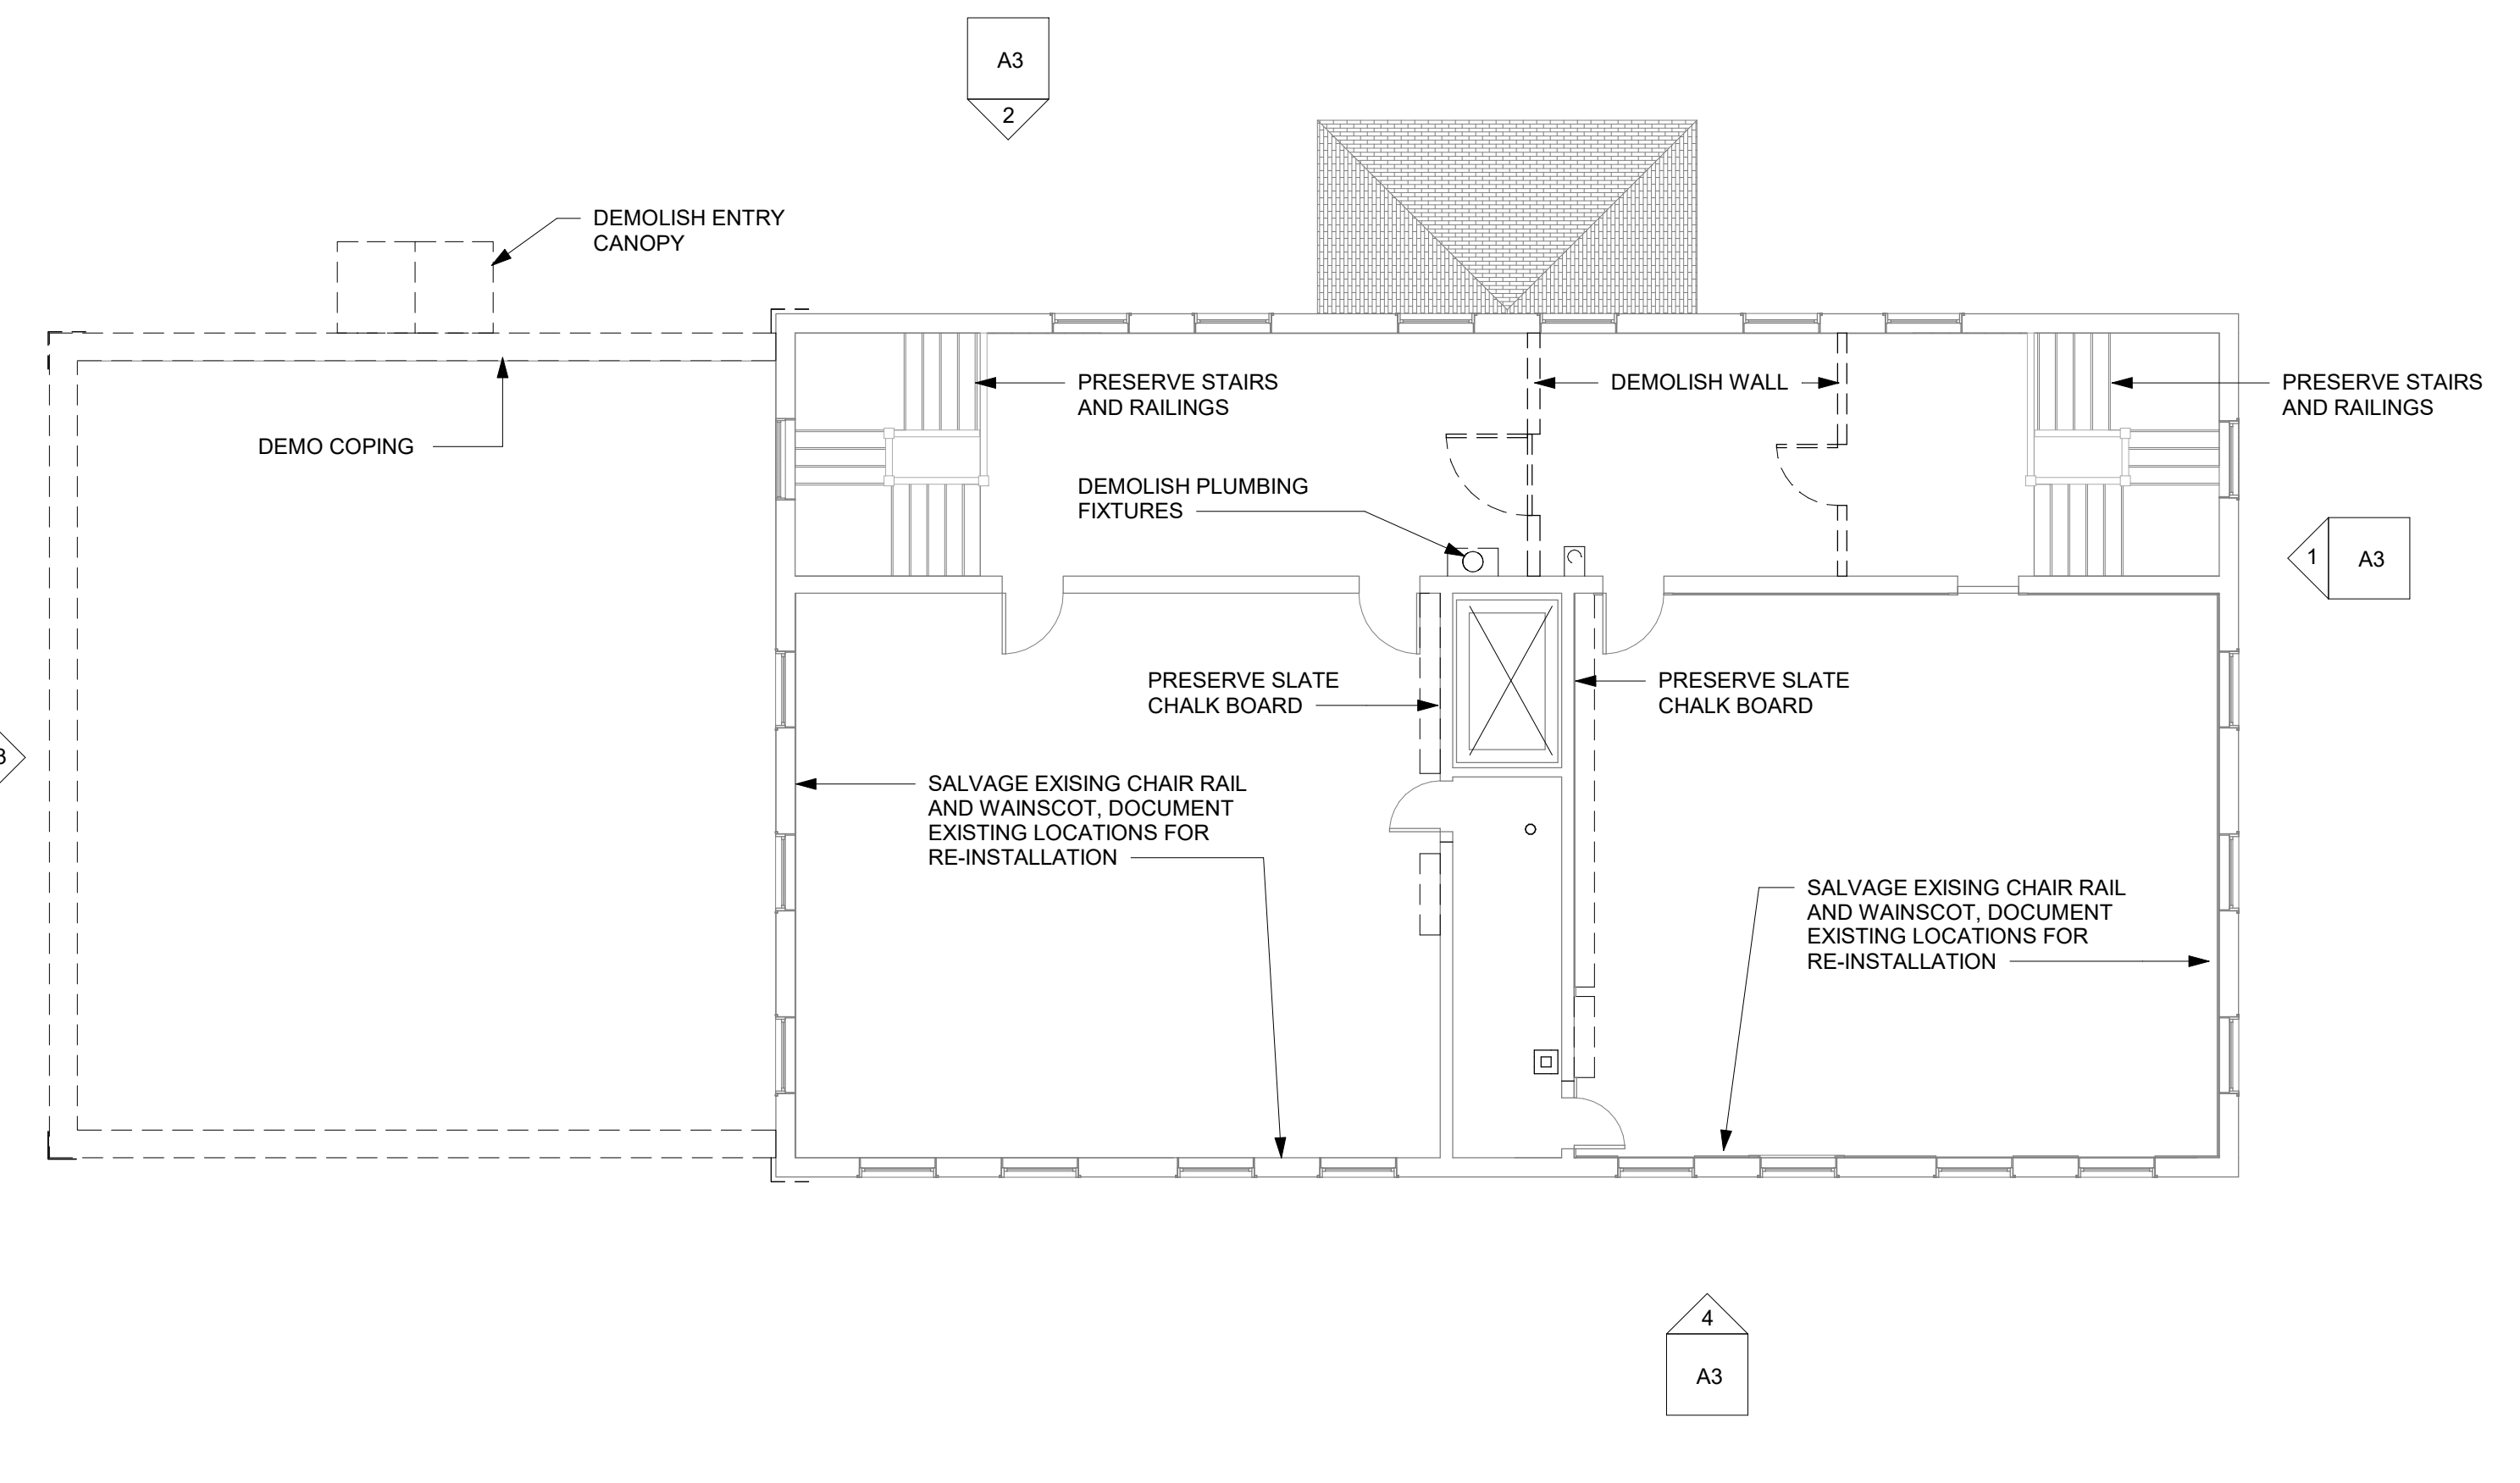 A3
2
DEMOLISH ENTRY
CANOPY
DEMO COPING
PRESERVE STAIRS
AND RAILINGS
DEMOLISH WALL
PRESERVE STAIRS
AND RAILINGS
DEMOLISH PLUMBING
FIXTURES
1
A3
PRESERVE SLATE
CHALK BOARD
PRESERVE SLATE
CHALK BOARD
3
SALVAGE EXISING CHAIR RAIL
AND WAINSCOT, DOCUMENT
EXISTING LOCATIONS FOR
RE-INSTALLATION
SALVAGE EXISING CHAIR RAIL
AND WAINSCOT, DOCUMENT
EXISTING LOCATIONS FOR
RE-INSTALLATION
4
A3